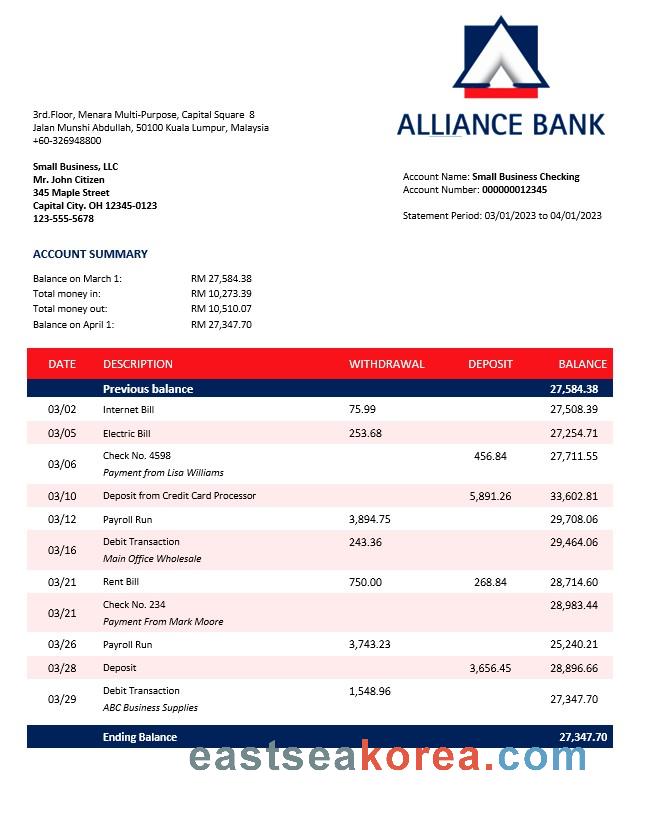 ALLIANCE BANK
3rd.Floor, Menara Multi-Purpose, Capital Square 8
Jalan Munshi Abdullah, 50100 Kuala Lumpur, Malaysia
+60-326948800
Small Business, LLC
Mr. John Citizen
345 Maple Street
Capital City. OH 12345-0123
123-555-5678
Account Name: Small Business Checking
Account Number: 000000012345
Statement Period: 03/01/2023 to 04/01/2023
ACCOUNT SUMMARY
Balance on March 1: RM 27,584.38
Total money in: RM 10,273.39
Total money out: RM 10,510.07
Balance on April 1: RM 27,347.70
DATE DESCRIPTION WITHDRAWAL DEPOSIT BALANCE
Previous balance 27,584.38
03/02 Internet Bill 75.99 27,508.39
03/05 Electric Bill 253.68 27,254.71
03/06 Check No. 4598 456.84 27,711.55
Payment from Lisa Williams
03/10 Deposit from Credit Card Processor 5,891.26 33,602.81
03/12 Payroll Run 3,894.75 29,708.06
03/16 Debit Transaction 243.36 29,464.06
Main Office Wholesale
03/21 Rent Bill 750.00 268.84 28,714.60
03/21 Check No. 234 28,983.44
Payment From Mark Moore
03/26 Payroll Run 3,743.23 25,240.21
03/28 Deposit 3,656.45 28,896.66
03/29 Debit Transaction 1,548.96 27,347.70
ABC Business Supplies
Ending Balance 27,347.70
eastseakorea.com